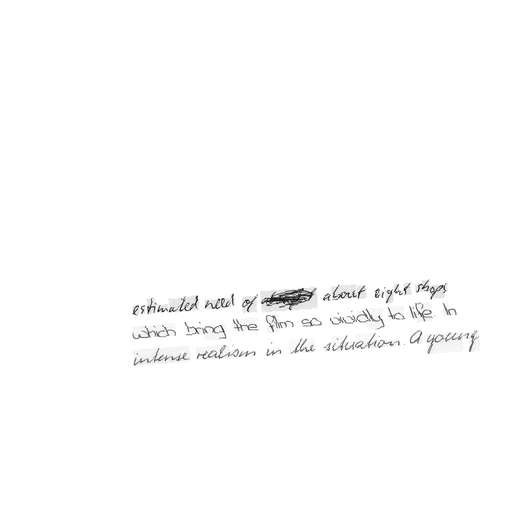 estimated need of about eight shops
which bring the film so vividly to life. In
intense realism in the situation. A young